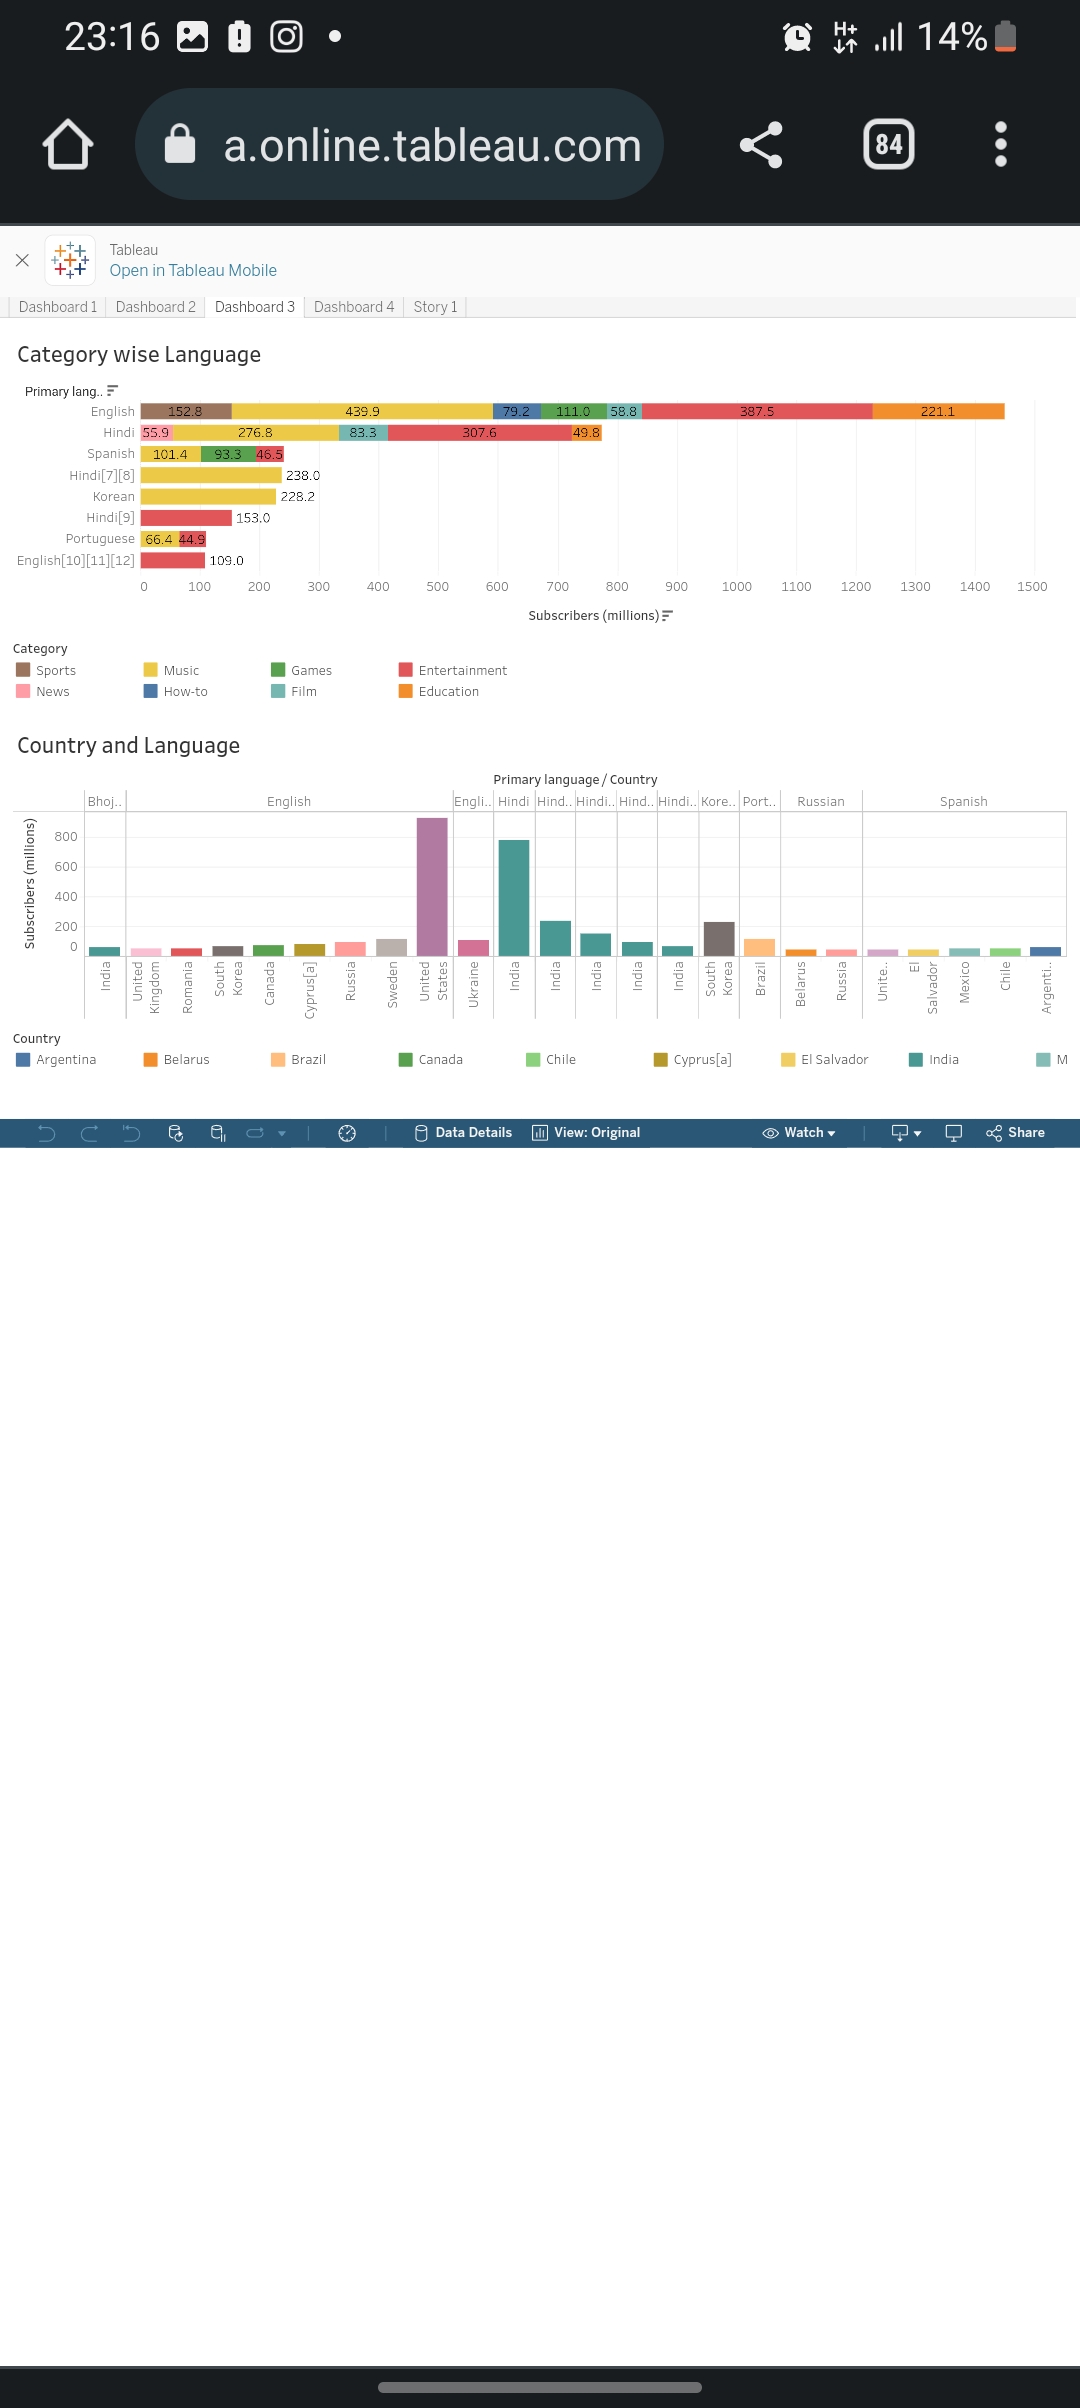 23:16 14%
a.online.tableau.com 84
Tableau
Open in Tableau Mobile
Dashboard 1 Dashboard 2 Dashboard 3 Dashboard 4 Story 1
Category wise Language
Primary lang..
English 152.8 439.9 79.2 111.0 58.8 387.5 221.1
Hindi 55.9 276.8 83.3 307.6 49.8
Spanish 101.4 93.3 46.5
Hindi[7][8] 238.0
Korean 228.2
Hindi[9] 153.0
Portuguese 66.4 44.9
English[10][11][12] 109.0
0 100 200 300 400 500 600 700 800 900 1000 1100 1200 1300 1400 1500
Subscribers (millions)
Category
Sports Music Games Entertainment
News How-to Film Education
Country and Language
Primary language / Country
Bhoj.. English Engli.. Hindi Hind.. Hindi.. Hind.. Hindi.. Kore.. Port.. Russian Spanish
Subscribers (millions)
800
600
400
200
0
India United Kingdom Romania South Korea Canada Cyprus[a] Russia Sweden United States Ukraine India India India India India South Korea Brazil Belarus Russia Unite.. El Salvador Mexico Chile Argenti..
Country
Argentina Belarus Brazil Canada Chile Cyprus[a] El Salvador India M
Data Details View: Original Watch Share